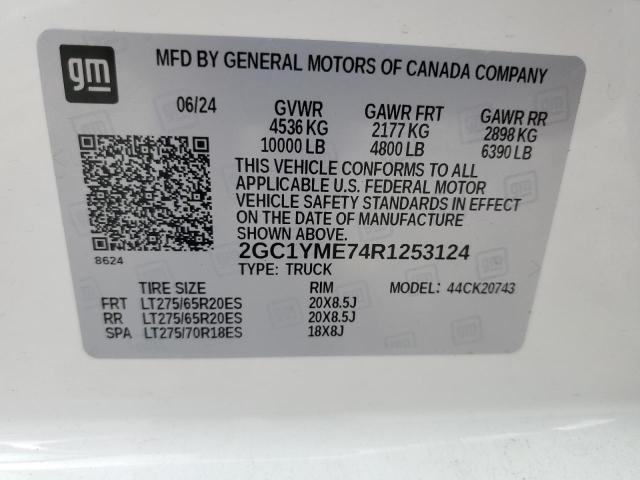 gm
MFD BY GENERAL MOTORS OF CANADA COMPANY
06/24 GVWR GAWR FRT GAWR RR
4536 KG 2177 KG 2898 KG
10000 LB 4800 LB 6390 LB
THIS VEHICLE CONFORMS TO ALL
APPLICABLE U.S. FEDERAL MOTOR
VEHICLE SAFETY STANDARDS IN EFFECT
ON THE DATE OF MANUFACTURE
SHOWN ABOVE.
8624 2GC1YME74R1253124
TYPE: TRUCK
TIRE SIZE RIM MODEL: 44CK20743
FRT LT275/65R20ES 20X8.5J
RR LT275/65R20ES 20X8.5J
SPA LT275/70R18ES 18X8J